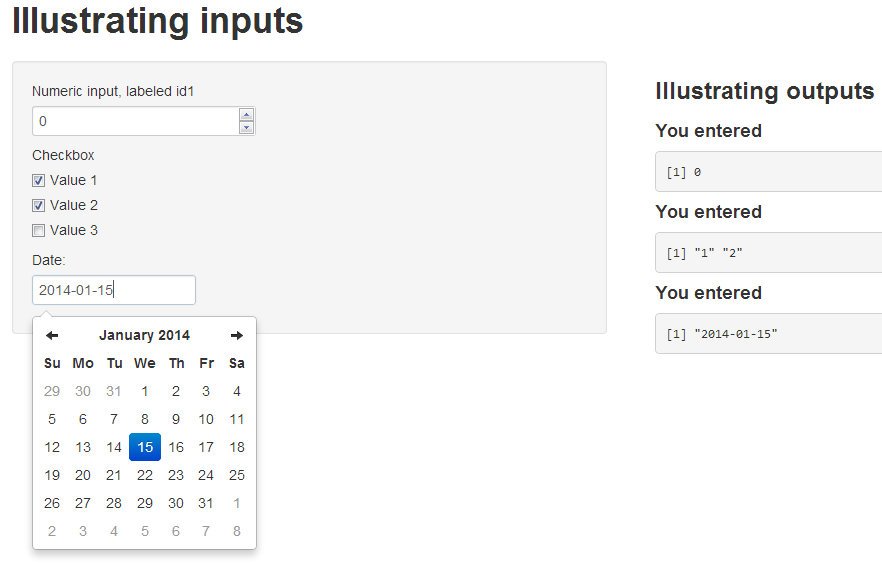 Illustrating inputs
Numeric input, labeled id1
0
Checkbox
Value 1
Value 2
Value 3
Date:
2014-01-15
January 2014
Su Mo Tu We Th Fr Sa
29 30 31 1 2 3 4
5 6 7 8 9 10 11
12 13 14 15 16 17 18
19 20 21 22 23 24 25
26 27 28 29 30 31 1
2 3 4 5 6 7 8
Illustrating outputs
You entered
[1] 0
You entered
[1] "1" "2"
You entered
[1] "2014-01-15"